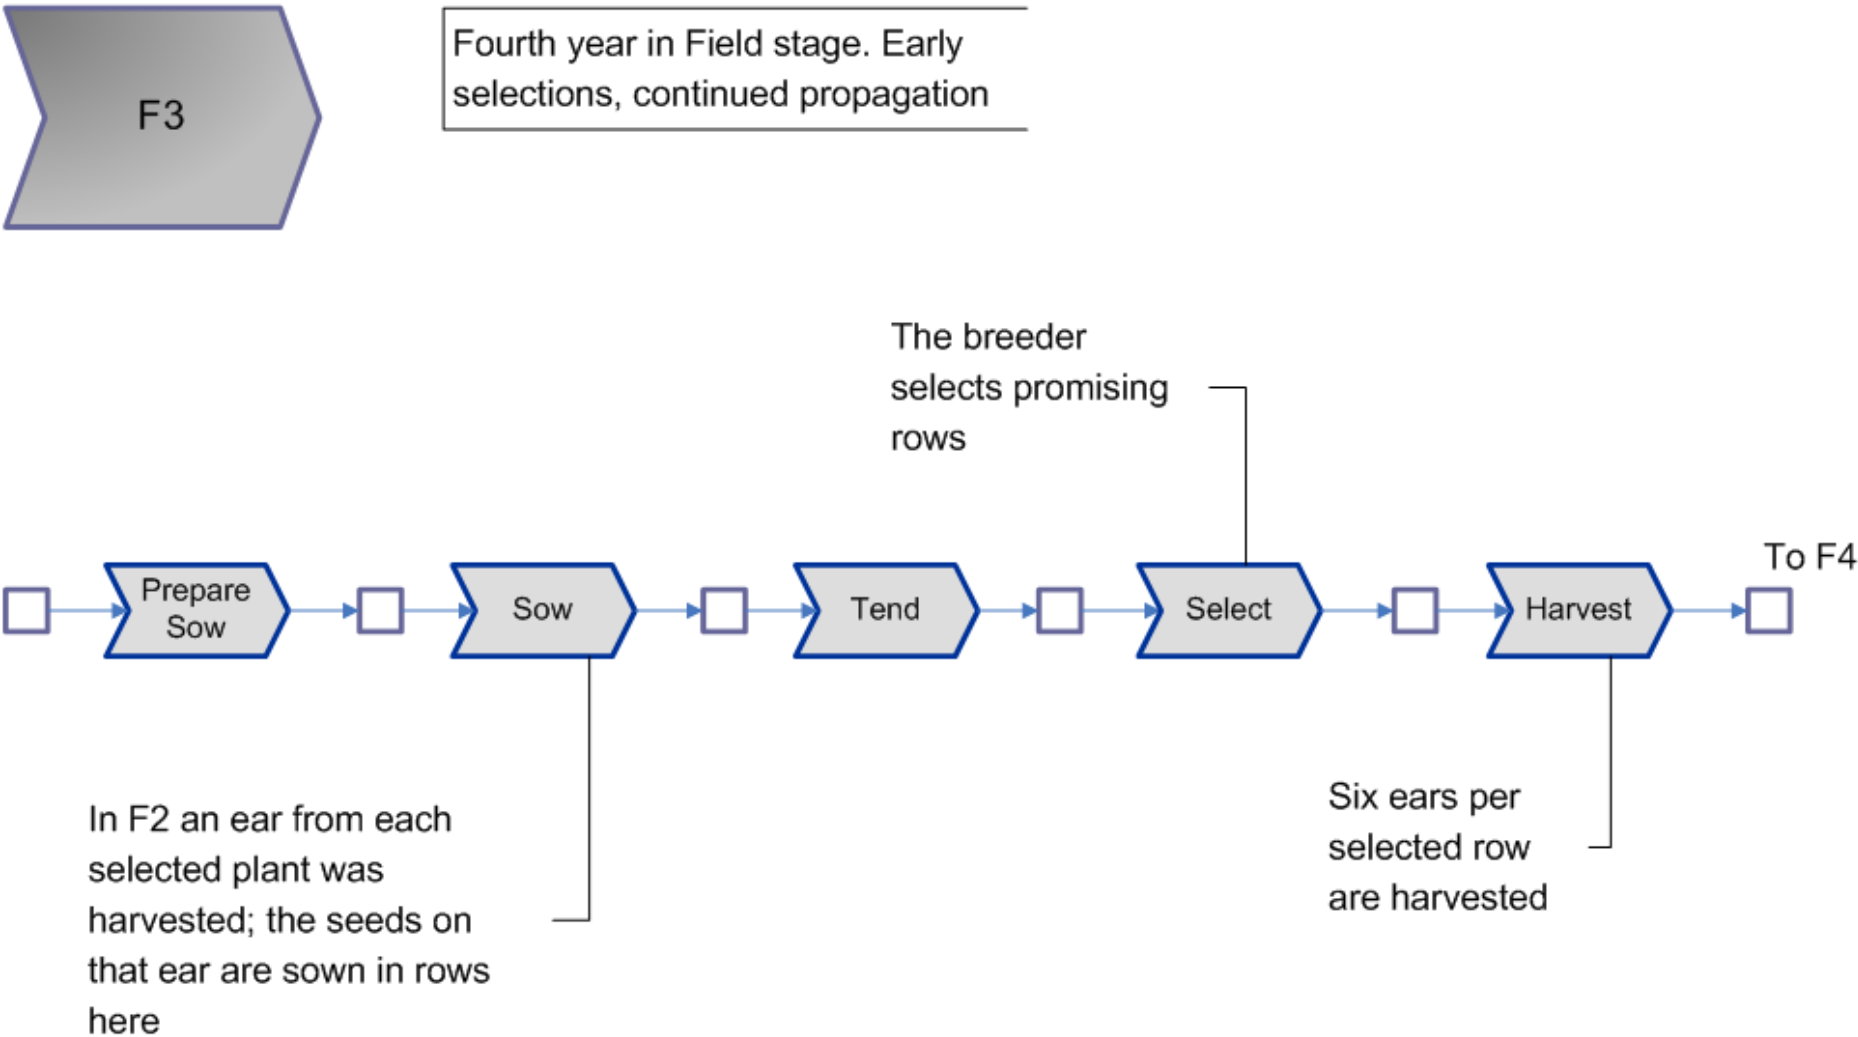 F3
Fourth year in Field stage. Early
selections, continued propagation
The breeder
selects promising
rows
To F4
Prepare
Sow
Sow
Tend
Select
Harvest
In F2 an ear from each
selected plant was
harvested; the seeds on
that ear are sown in rows
here
Six ears per
selected row
are harvested